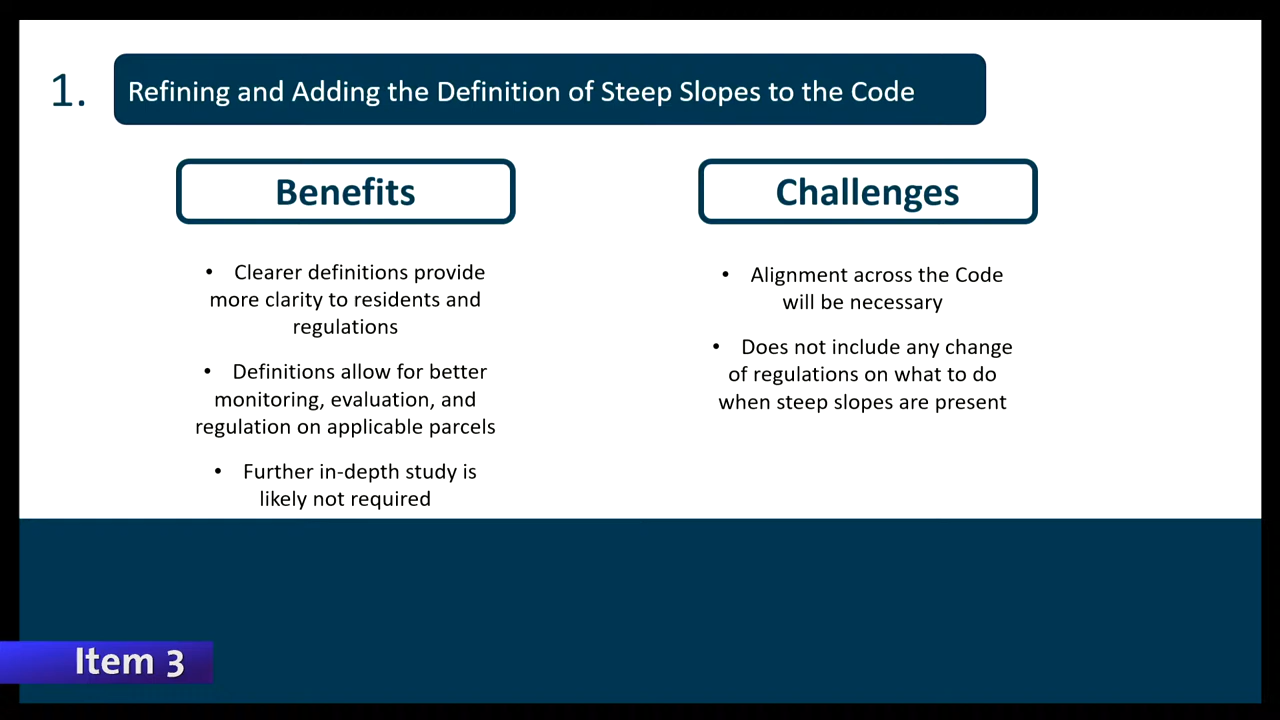 1.
Refining and Adding the Definition of Steep Slopes to the Code
Benefits
• Clearer definitions provide
more clarity to residents and
regulations
• Definitions allow for better
monitoring, evaluation, and
regulation on applicable parcels
• Further in-depth study is
likely not required
Challenges
• Alignment across the Code
will be necessary
• Does not include any change
of regulations on what to do
when steep slopes are present
Item 3